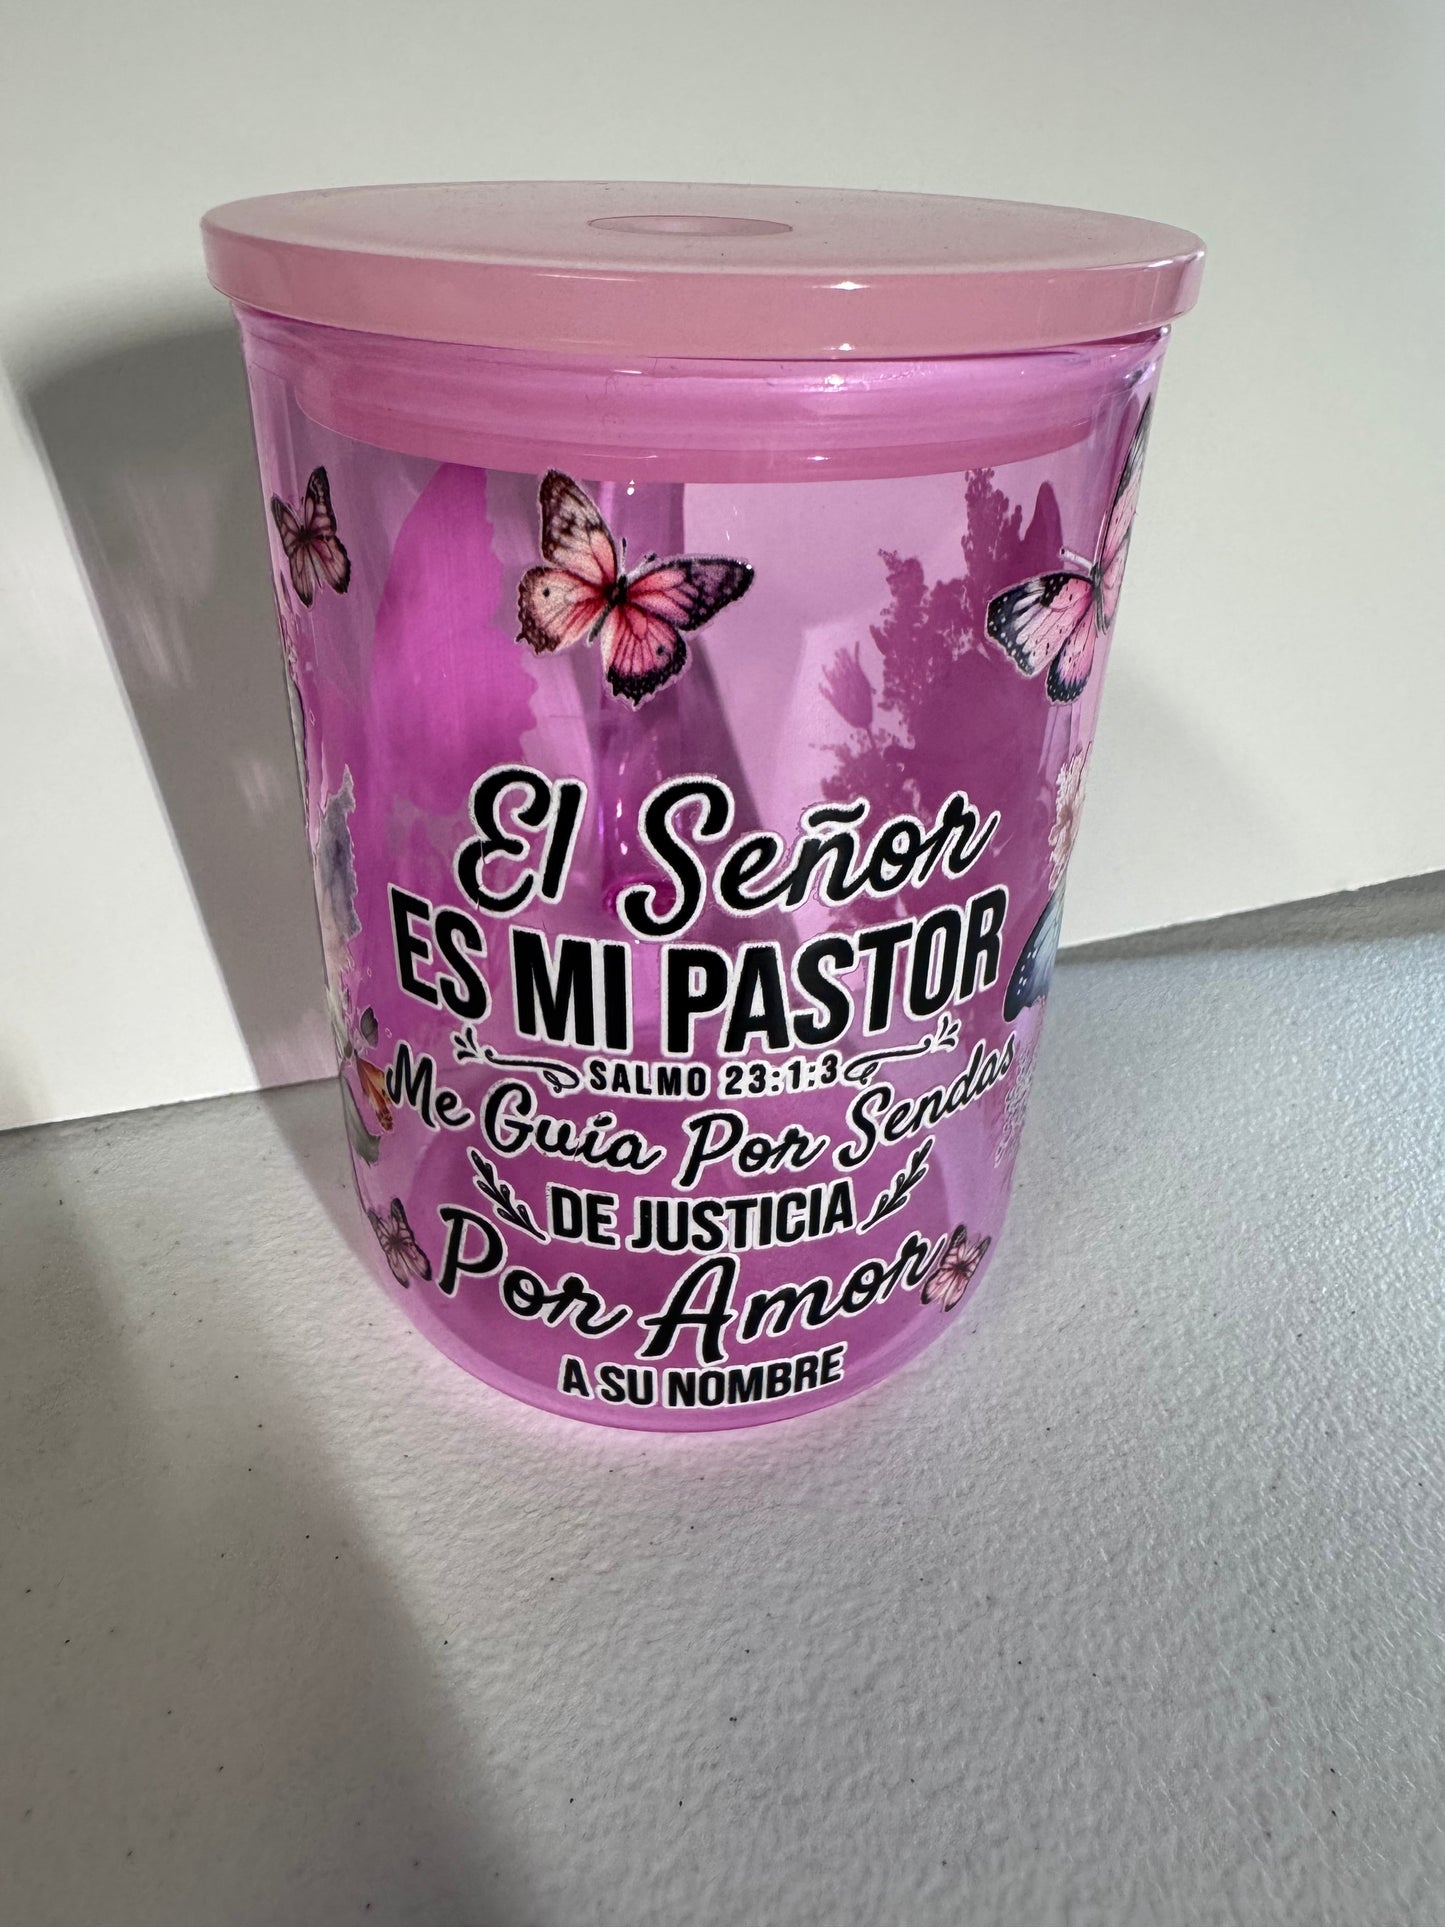 El Señor
ES MI PASTOR
SALMO 23:1:3
Me Guía Por Sendas
DE JUSTICIA
Por Amor
A SU NOMBRE